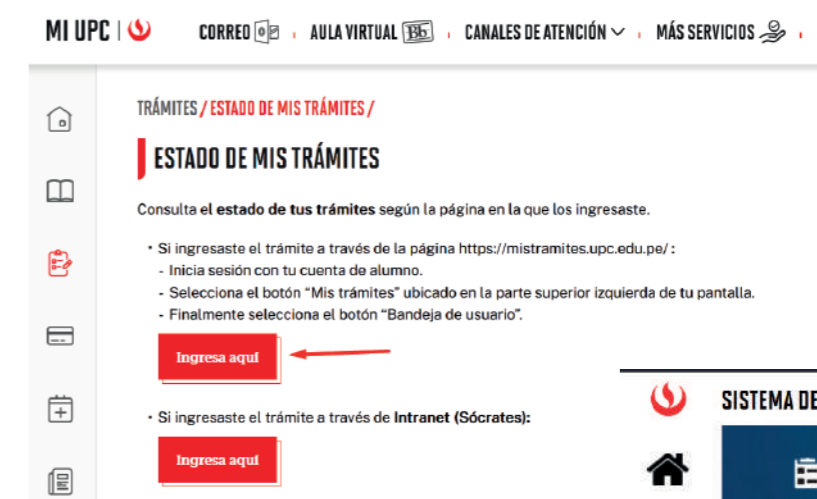 MI UPC
CORREO
AULA VIRTUAL Bb
CANALES DE ATENCIÓN
MÁS SERVICIOS
TRÁMITES / ESTADO DE MIS TRÁMITES /
ESTADO DE MIS TRÁMITES
Consulta el estado de tus trámites según la página en la que los ingresaste.
• Si ingresaste el trámite a través de la página https://mistramites.upc.edu.pe/ :
- Inicia sesión con tu cuenta de alumno.
- Selecciona el botón “Mis trámites” ubicado en la parte superior izquierda de tu pantalla.
- Finalmente selecciona el botón “Bandeja de usuario”.
Ingresa aquí
• Si ingresaste el trámite a través de Intranet (Sócrates):
Ingresa aquí
SISTEMA DE